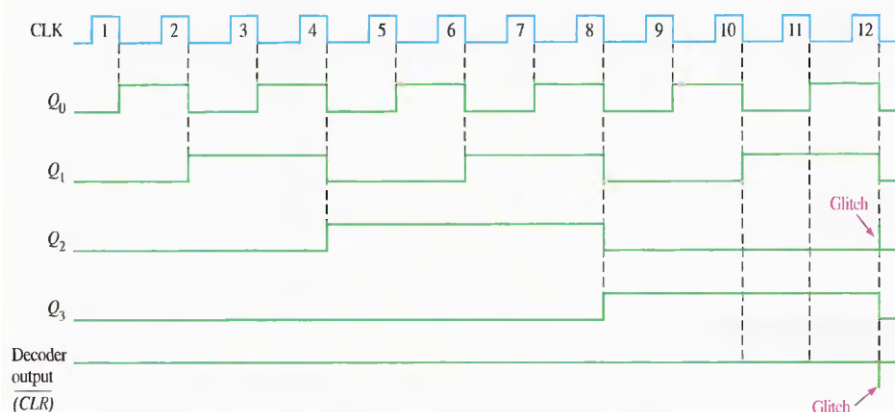 CLK 1 2 3 4 5 6 7 8 9 10 11 12
Q0
Q1
Glitch
Q2
Q3
Decoder
output
(CLR)
Glitch